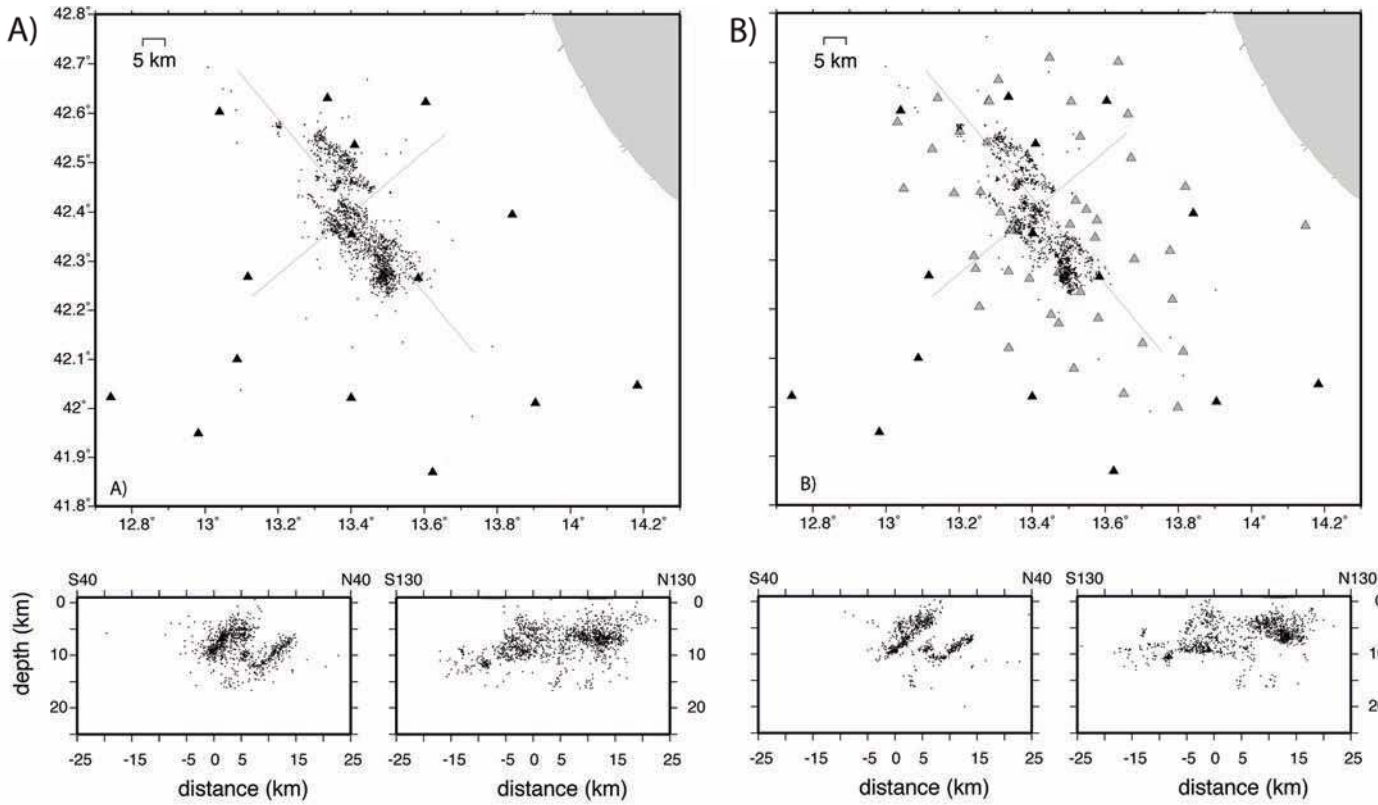 A)
B)
42.8°
42.7°
42.6°
42.5°
42.4°
42.3°
42.2°
42.1°
42°
41.9°
41.8°
5 km
A)
12.8° 13° 13.2° 13.4° 13.6° 13.8° 14° 14.2°
5 km
B)
12.8° 13° 13.2° 13.4° 13.6° 13.8° 14° 14.2°
S40 N40 S130 N130
depth (km)
0
10
20
0
10
20
-25 -15 -5 0 5 15 25
distance (km)
-25 -15 -5 0 5 15 25
distance (km)
S40 N40 S130 N130
0
10
20
-25 -15 -5 0 5 15 25
distance (km)
-25 -15 -5 0 5 15 25
distance (km)